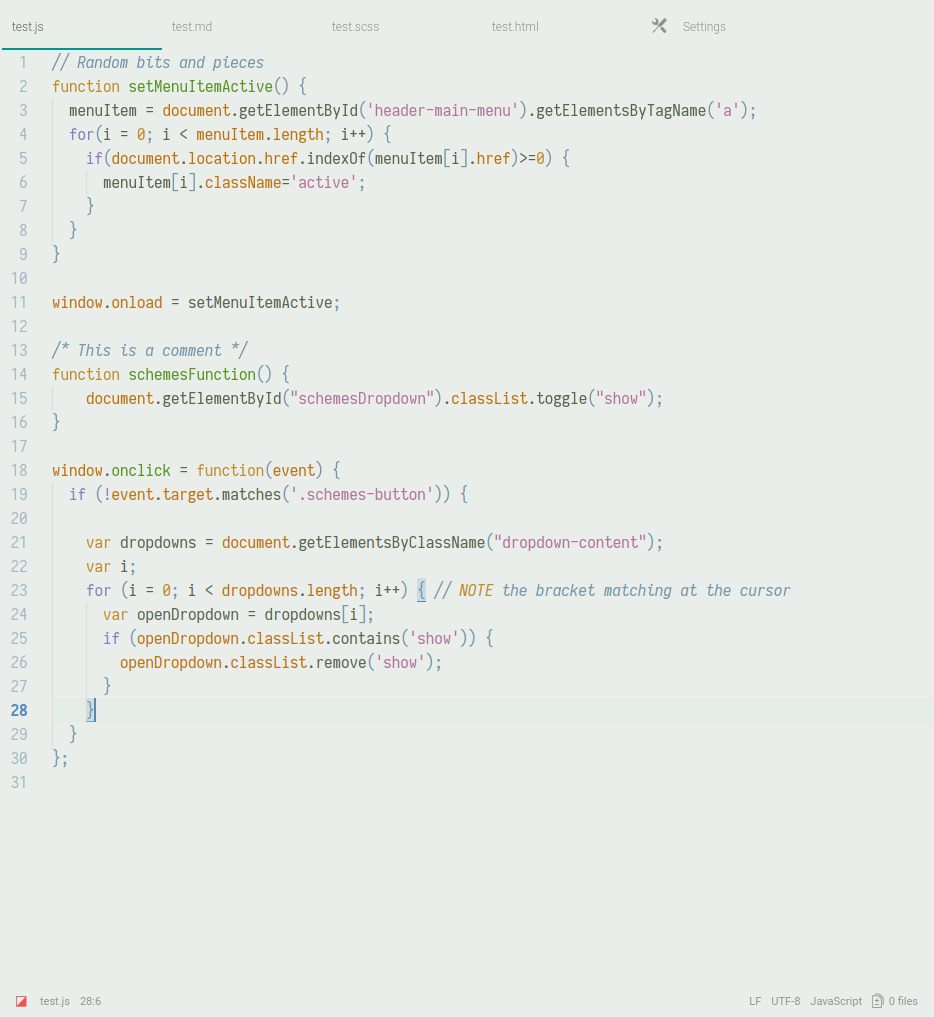 test.js test.md test.scss test.html Settings
1 // Random bits and pieces
2 function setMenuItemActive() {
3   menuItem = document.getElementById('header-main-menu').getElementsByTagName('a');
4   for(i = 0; i < menuItem.length; i++) {
5     if(document.location.href.indexOf(menuItem[i].href)>=0) {
6       menuItem[i].className='active';
7     }
8   }
9 }
10
11 window.onload = setMenuItemActive;
12
13 /* This is a comment */
14 function schemesFunction() {
15     document.getElementById("schemesDropdown").classList.toggle("show");
16 }
17
18 window.onclick = function(event) {
19   if (!event.target.matches('.schemes-button')) {
20
21     var dropdowns = document.getElementsByClassName("dropdown-content");
22     var i;
23     for (i = 0; i < dropdowns.length; i++) { // NOTE the bracket matching at the cursor
24       var openDropdown = dropdowns[i];
25       if (openDropdown.classList.contains('show')) {
26         openDropdown.classList.remove('show');
27       }
28     }
29   }
30 };
31
test.js 28:6 LF UTF-8 JavaScript 0 files